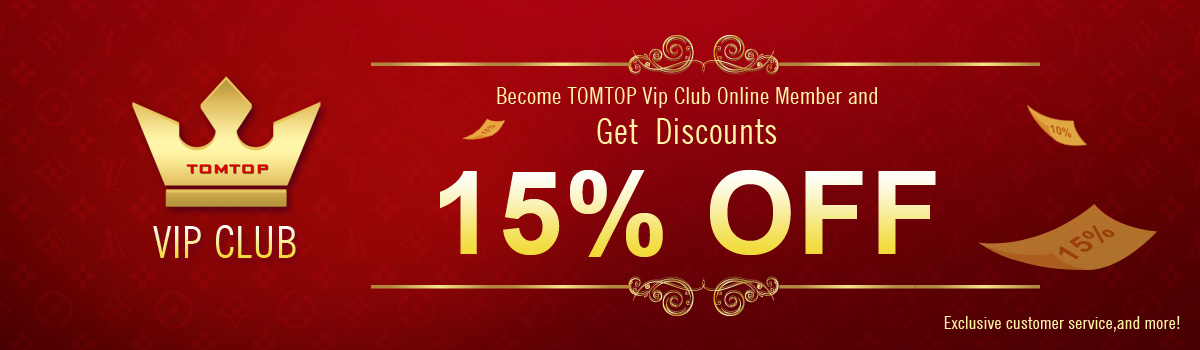 TOMTOP
VIP CLUB
Become TOMTOP Vip Club Online Member and
Get Discounts
15% OFF
15%
10%
15%
Exclusive customer service,and more!